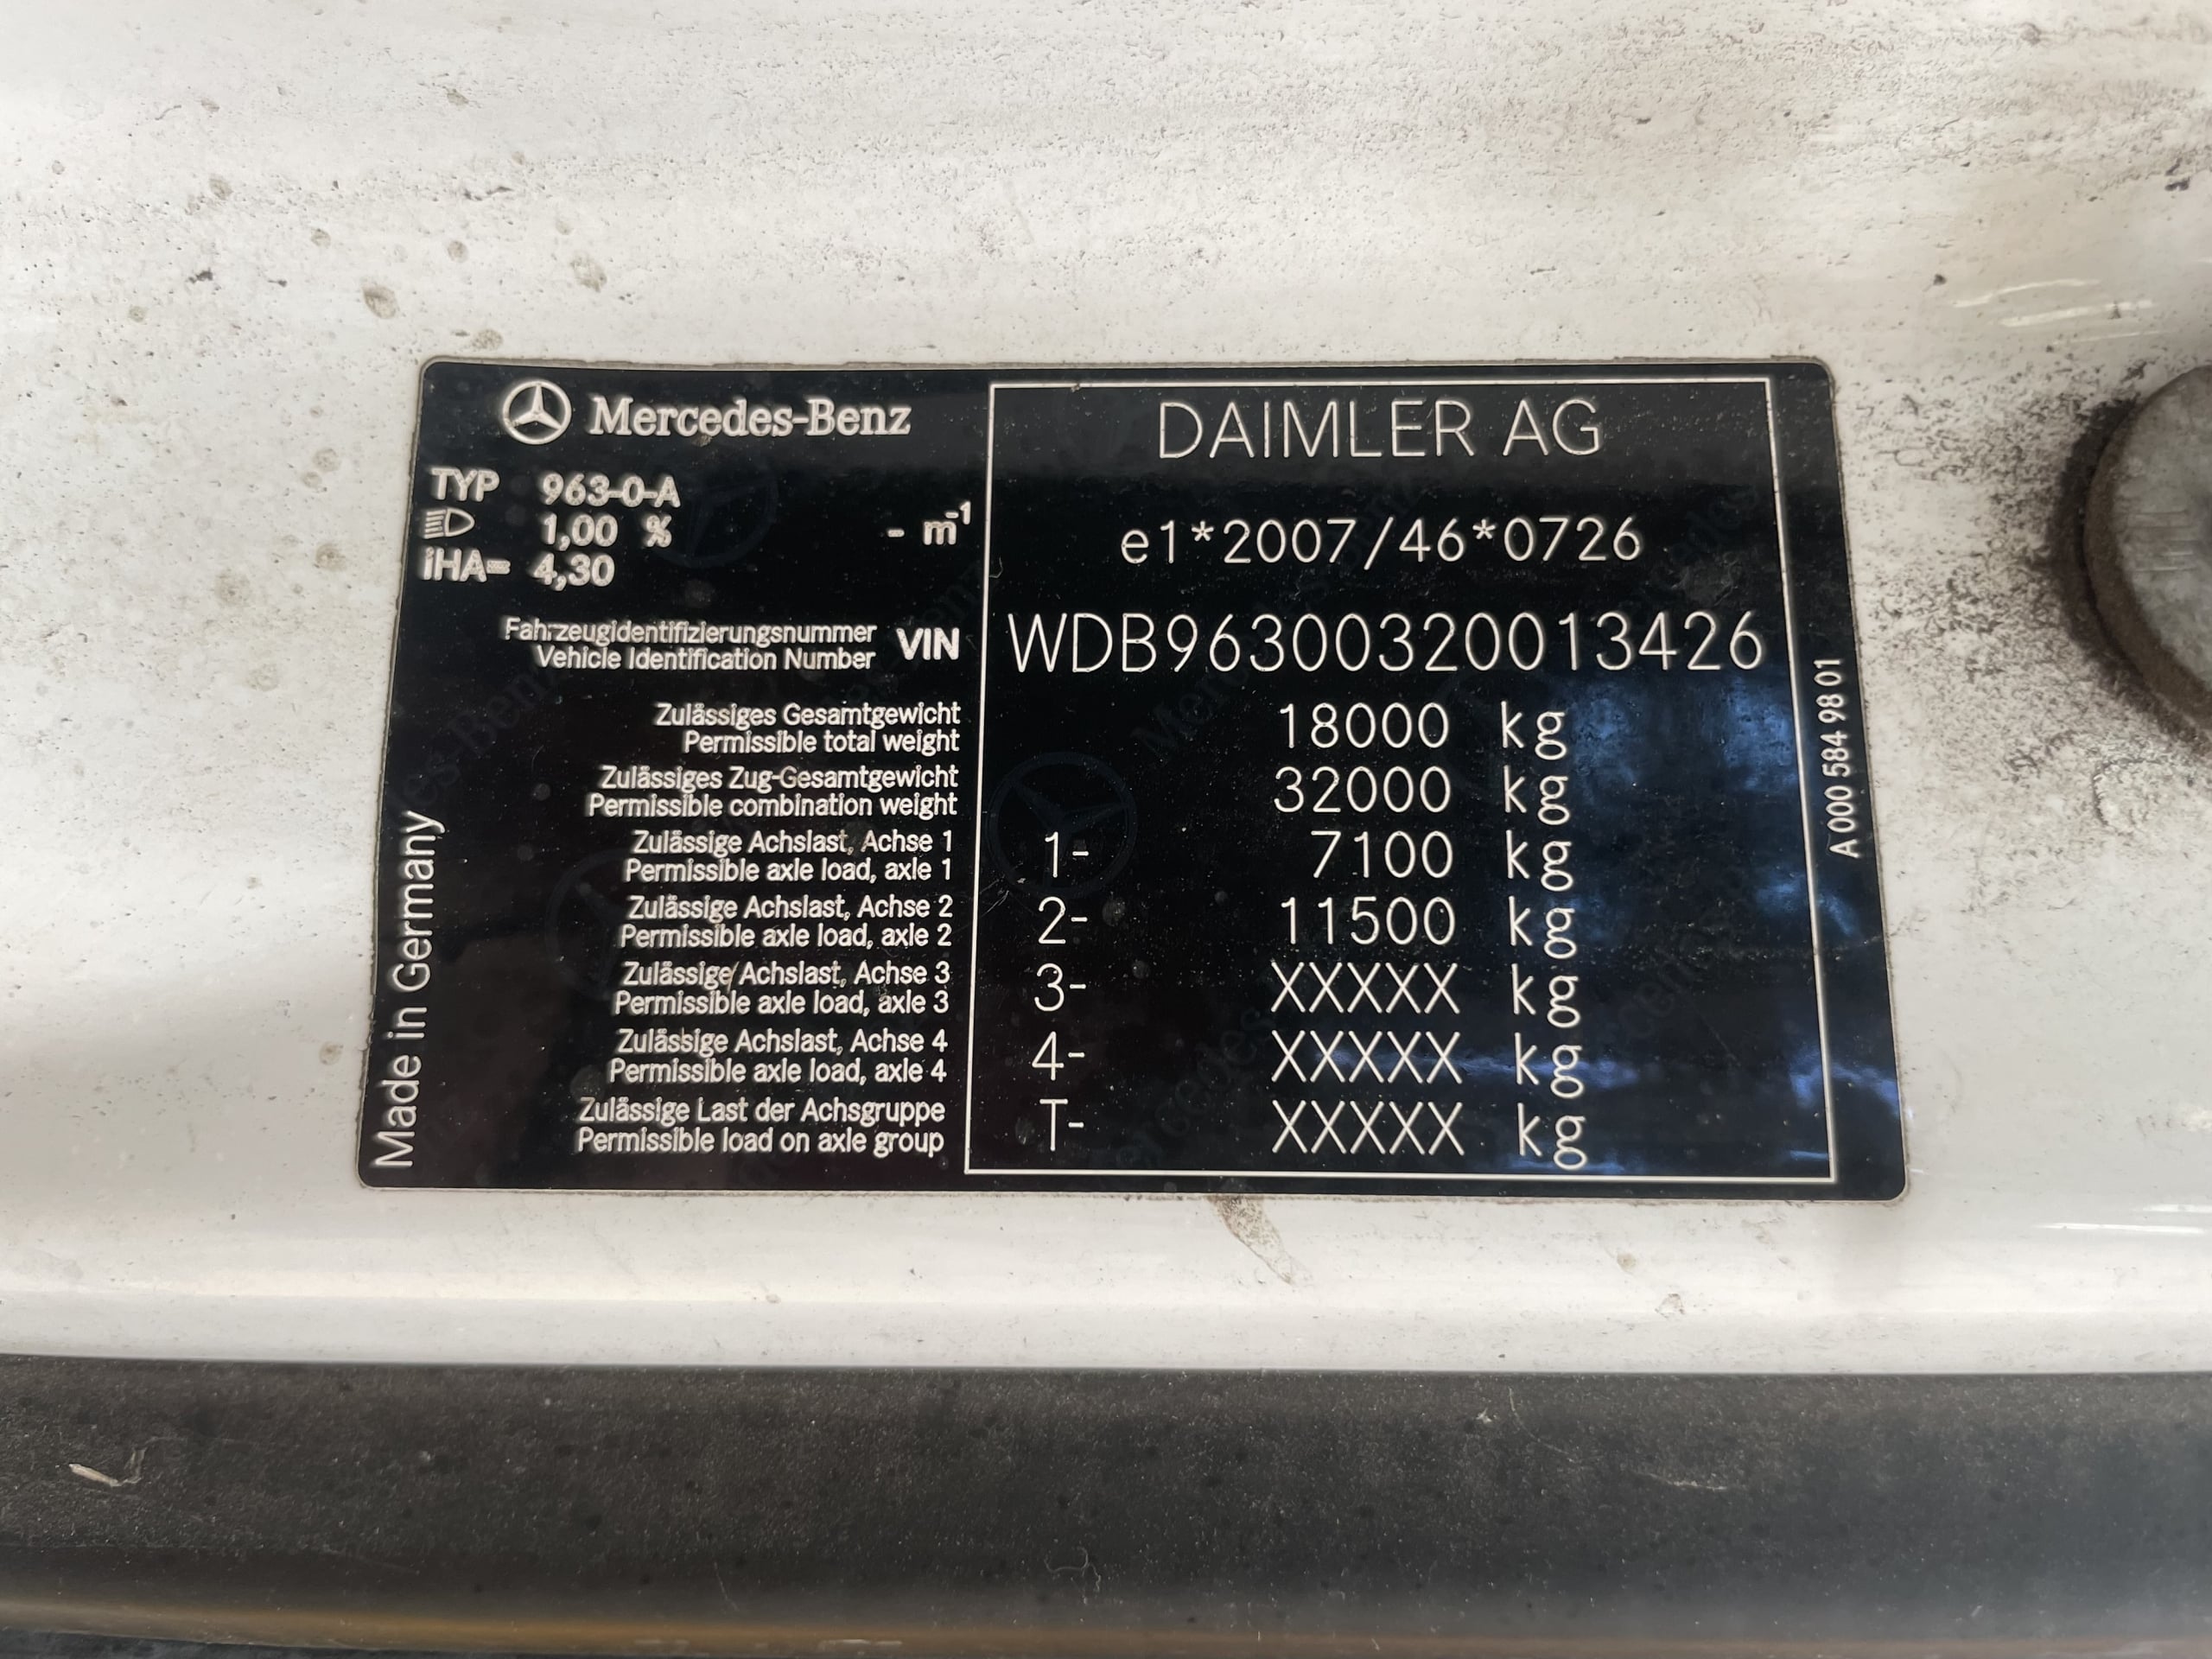 Mercedes-Benz
DAIMLER AG
TYP 963-0-A
1,00 % - m⁻¹
iHA= 4,30
e1*2007/46*0726
Fahrzeugidentifizierungsnummer
Vehicle Identification Number
VIN
WDB96300320013426
Zulässiges Gesamtgewicht
Permissible total weight
18000 kg
Zulässiges Zug-Gesamtgewicht
Permissible combination weight
32000 kg
Zulässige Achslast, Achse 1
Permissible axle load, axle 1
1- 7100 kg
Zulässige Achslast, Achse 2
Permissible axle load, axle 2
2- 11500 kg
Zulässige Achslast, Achse 3
Permissible axle load, axle 3
3- XXXXX kg
Zulässige Achslast, Achse 4
Permissible axle load, axle 4
4- XXXXX kg
Zulässige Last der Achsgruppe
Permissible load on axle group
T- XXXXX kg
Made in Germany
A 000 584 98 01